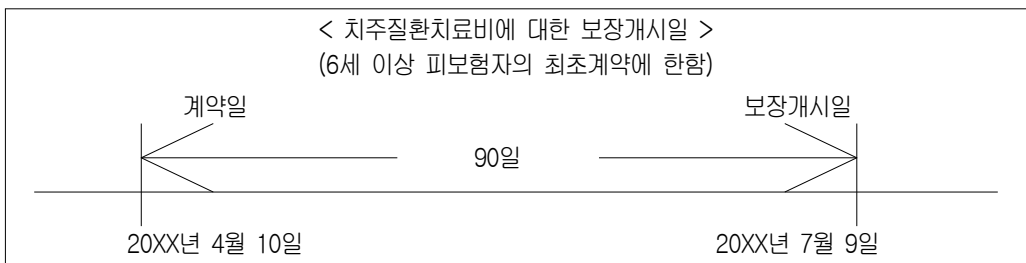 < 치주질환치료비에 대한 보장개시일 >
(6세 이상 피보험자의 최초계약에 한함)
계약일 보장개시일
90일
20XX년 4월 10일 20XX년 7월 9일